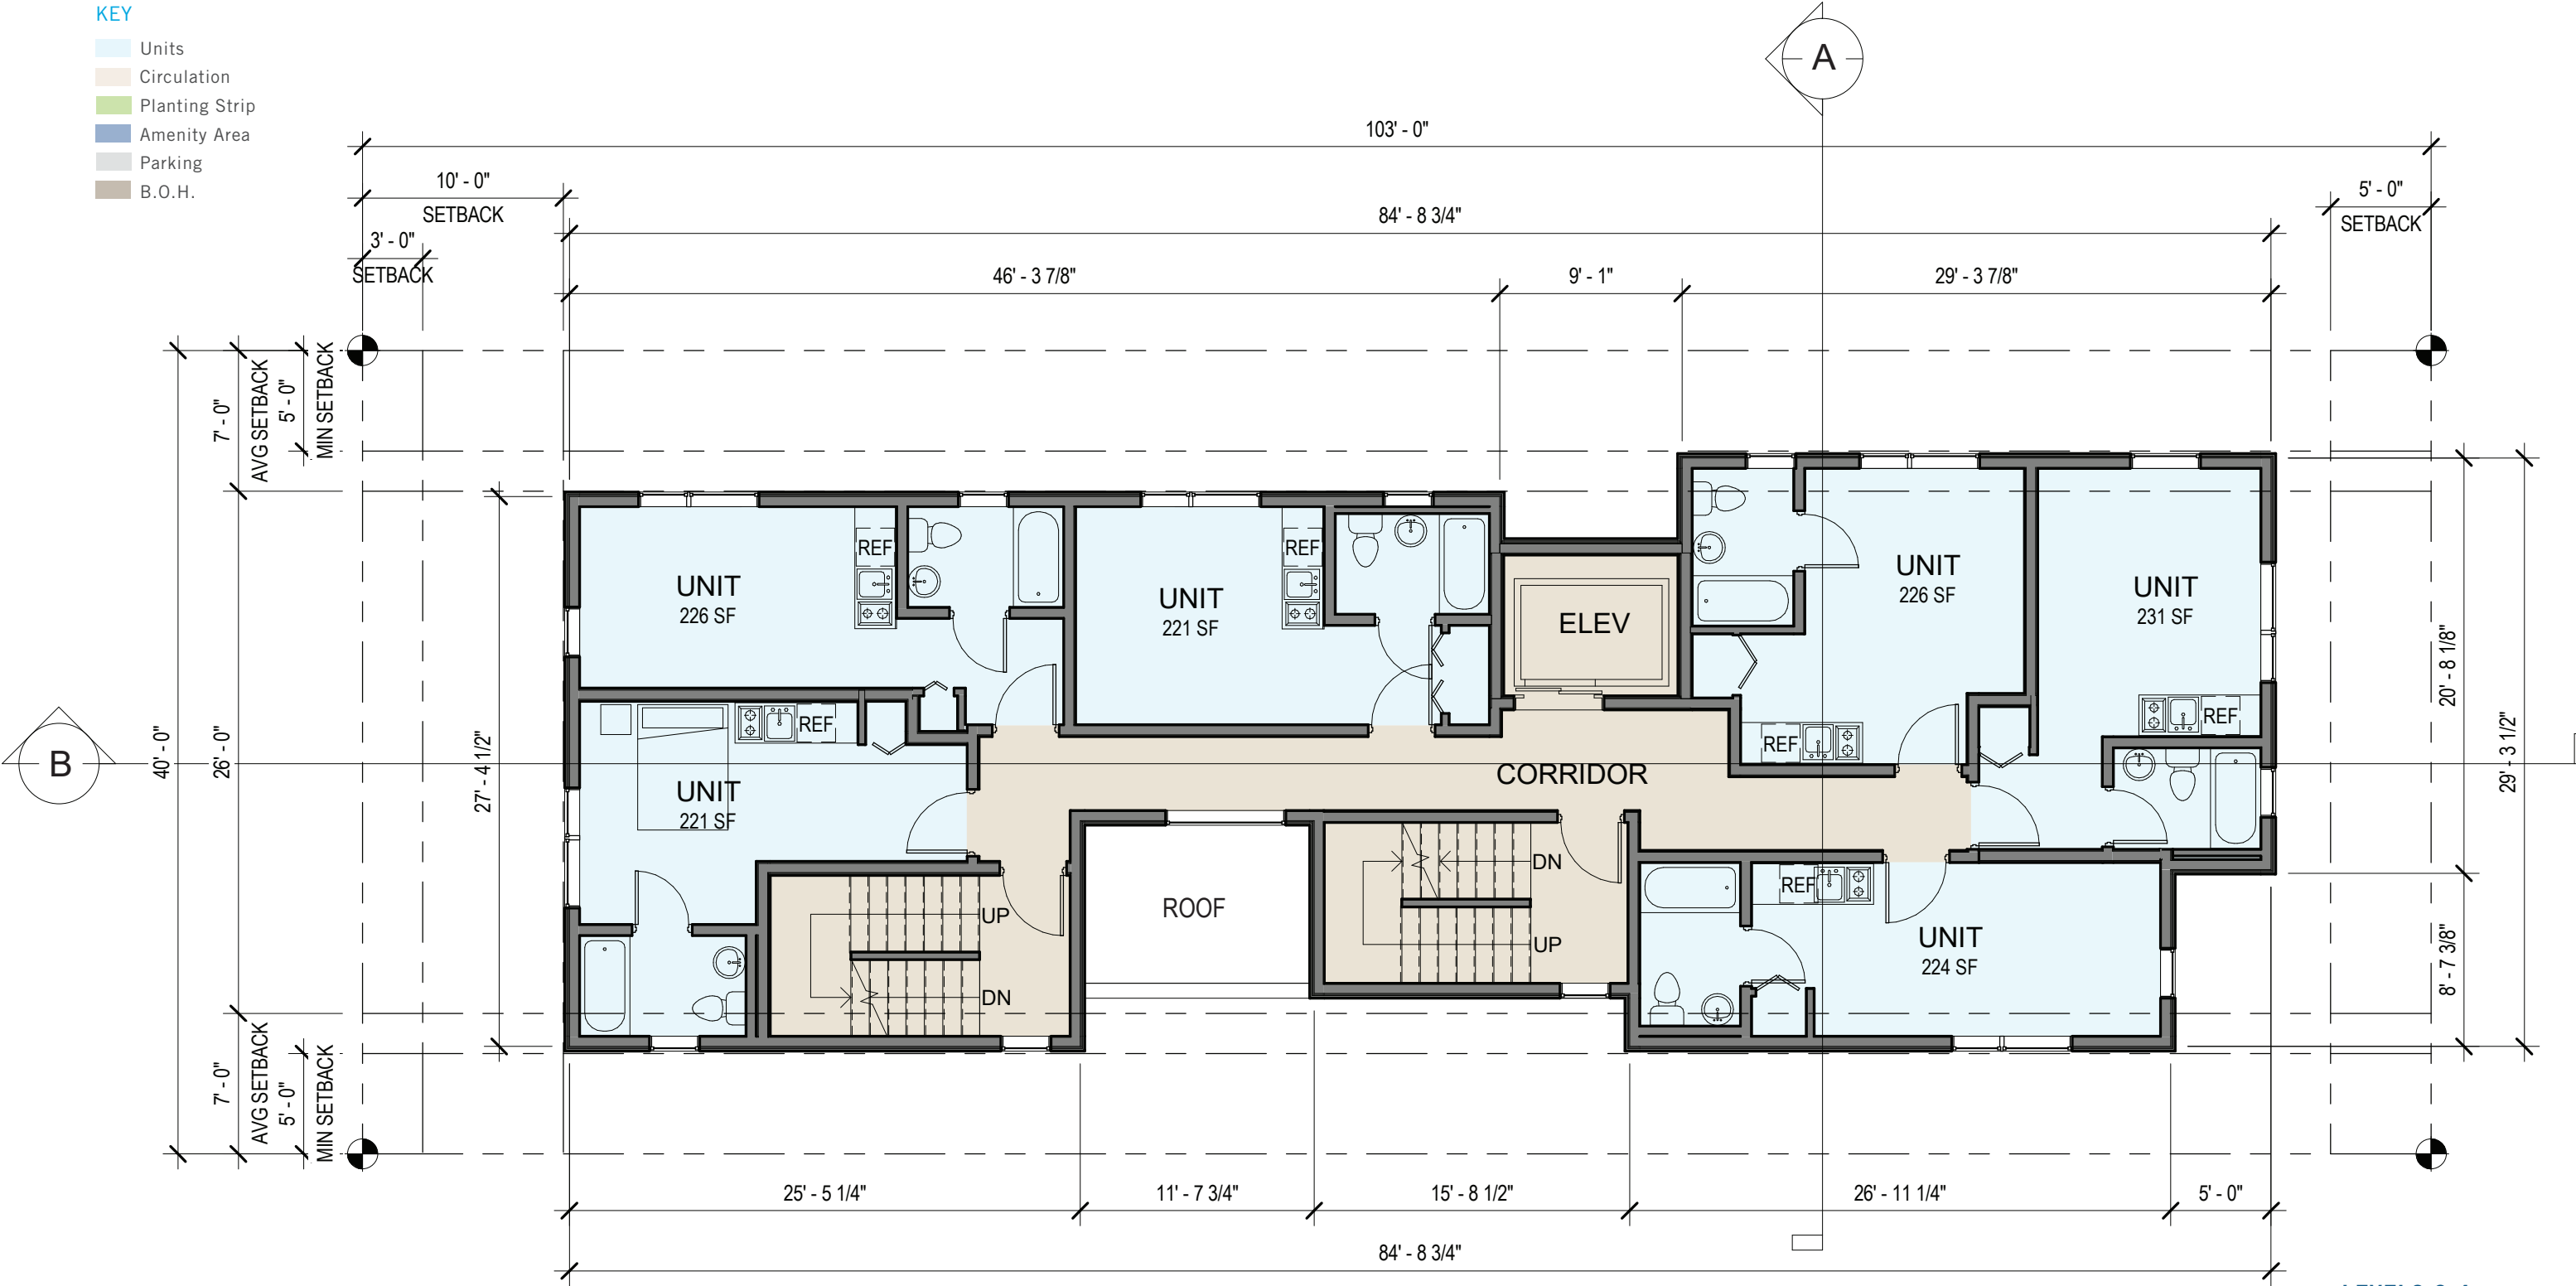 KEY
Units
Circulation
Planting Strip
Amenity Area
Parking
B.O.H.
A
103' - 0"
10' - 0"
SETBACK
5' - 0"
SETBACK
84' - 8 3/4"
3' - 0"
SETBACK
46' - 3 7/8"
9' - 1"
29' - 3 7/8"
7' - 0"
AVG SETBACK
5' - 0"
MIN SETBACK
UNIT
226 SF
REF
UNIT
221 SF
REF
ELEV
UNIT
226 SF
REF
UNIT
231 SF
REF
20' - 8 1/8"
29' - 3 1/2"
B
40' - 0"
26' - 0"
27' - 4 1/2"
UNIT
221 SF
REF
CORRIDOR
UP
DN
ROOF
DN
UP
REF
UNIT
224 SF
8' - 7 3/8"
7' - 0"
AVG SETBACK
5' - 0"
MIN SETBACK
25' - 5 1/4"
11' - 7 3/4"
15' - 8 1/2"
26' - 11 1/4"
5' - 0"
84' - 8 3/4"